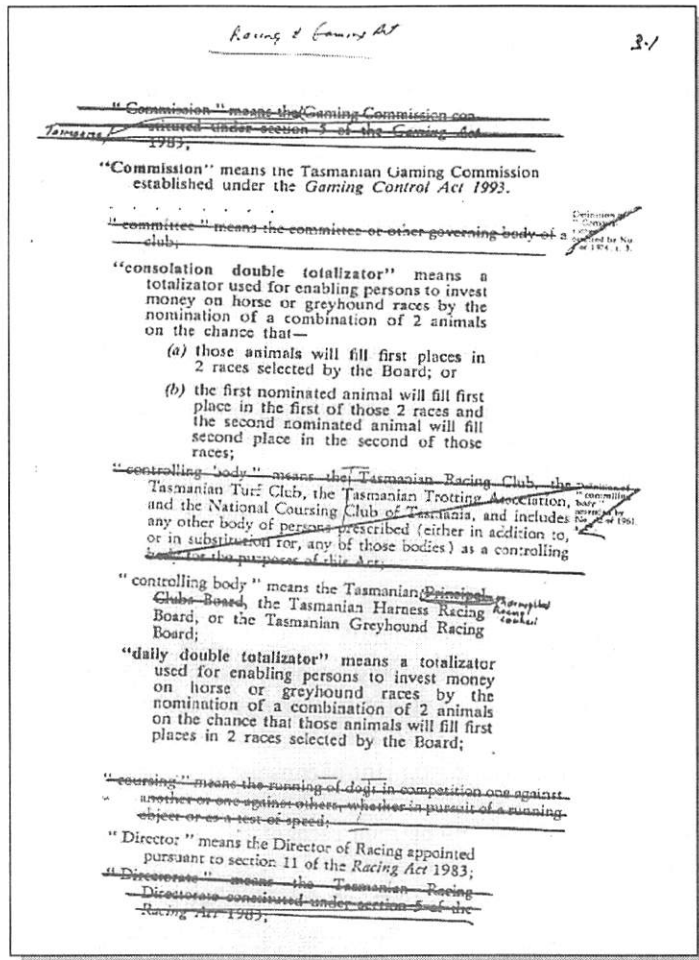 Racing & Gaming Act
3-1
" Commission " means the Gaming Commission con-
stituted under section 5 of the Gaming Act
1983;
"Commission" means the Tasmanian Gaming Commission
established under the Gaming Control Act 1993.
. . . . . . .
" committee " means the committee or other governing body of a
club;
"consolation double totalizator" means a
totalizator used for enabling persons to invest
money on horse or greyhound races by the
nomination of a combination of 2 animals
on the chance that—
(a) those animals will fill first places in
2 races selected by the Board; or
(b) the first nominated animal will fill first
place in the first of those 2 races and
the second nominated animal will fill
second place in the second of those
races;
" controlling body " means the Tasmanian Racing Club, the
Tasmanian Turf Club, the Tasmanian Trotting Association,
and the National Coursing Club of Tasmania, and includes
any other body of persons prescribed (either in addition to,
or in substitution for, any of those bodies) as a controlling
body for the purposes of this Act;
" controlling body " means the Tasmanian Principal
Clubs Board, the Tasmanian Harness Racing
Board, or the Tasmanian Greyhound Racing
Board;
Thoroughbred
Racing
Council
"daily double totalizator" means a totalizator
used for enabling persons to invest money
on horse or greyhound races by the
nomination of a combination of 2 animals
on the chance that those animals will fill first
places in 2 races selected by the Board;
" coursing " means the running of dogs in competition one against
another or one against others, whether in pursuit of a running
object or as a test of speed;
" Director " means the Director of Racing appointed
pursuant to section 11 of the Racing Act 1983;
" Directorate " means the Tasmanian Racing
Directorate constituted under section 5 of the
Racing Act 1983;